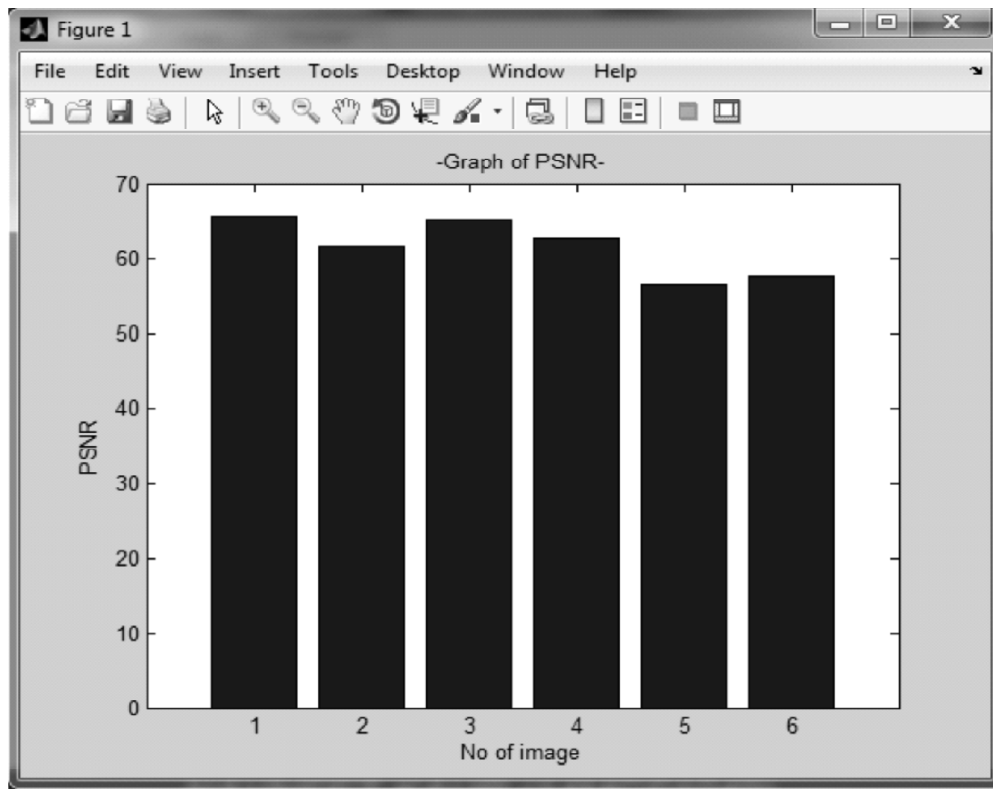 Figure 1
File Edit View Insert Tools Desktop Window Help
-Graph of PSNR-
70
60
50
40
30
20
10
0
PSNR
1 2 3 4 5 6
No of image